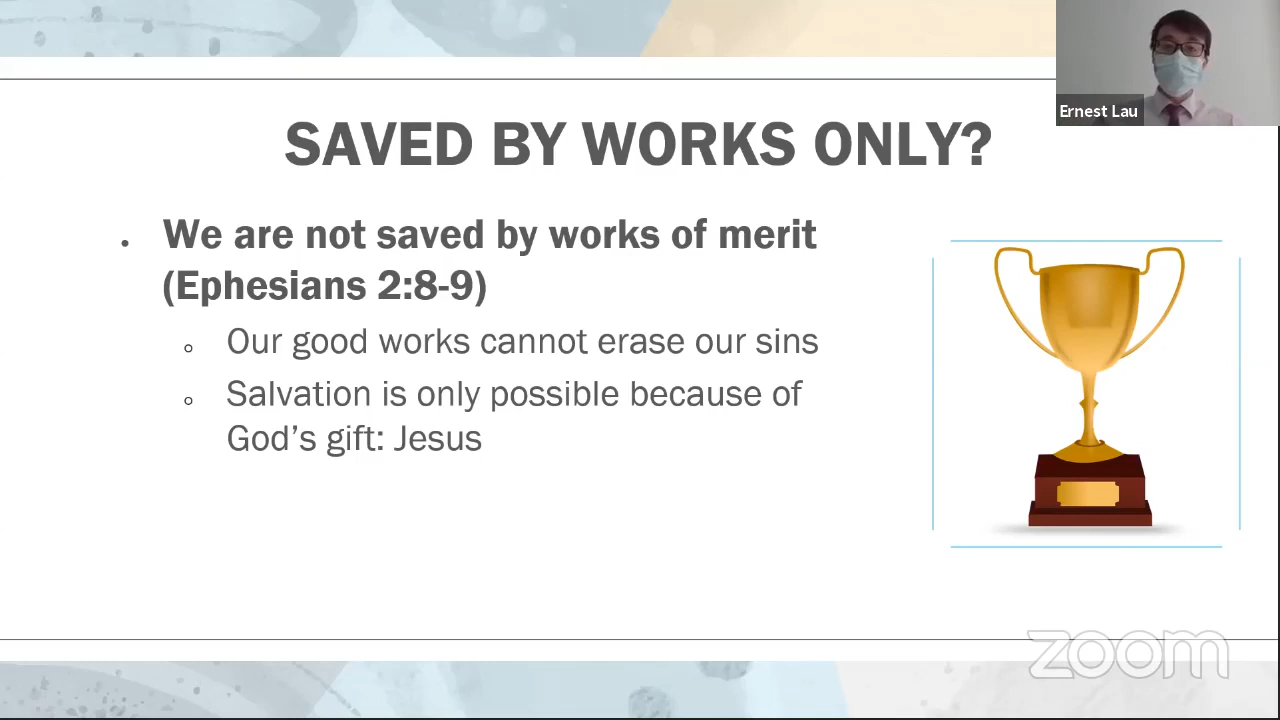 Ernest Lau
SAVED BY WORKS ONLY?
• We are not saved by works of merit
(Ephesians 2:8-9)
○ Our good works cannot erase our sins
○ Salvation is only possible because of
God’s gift: Jesus
zoom